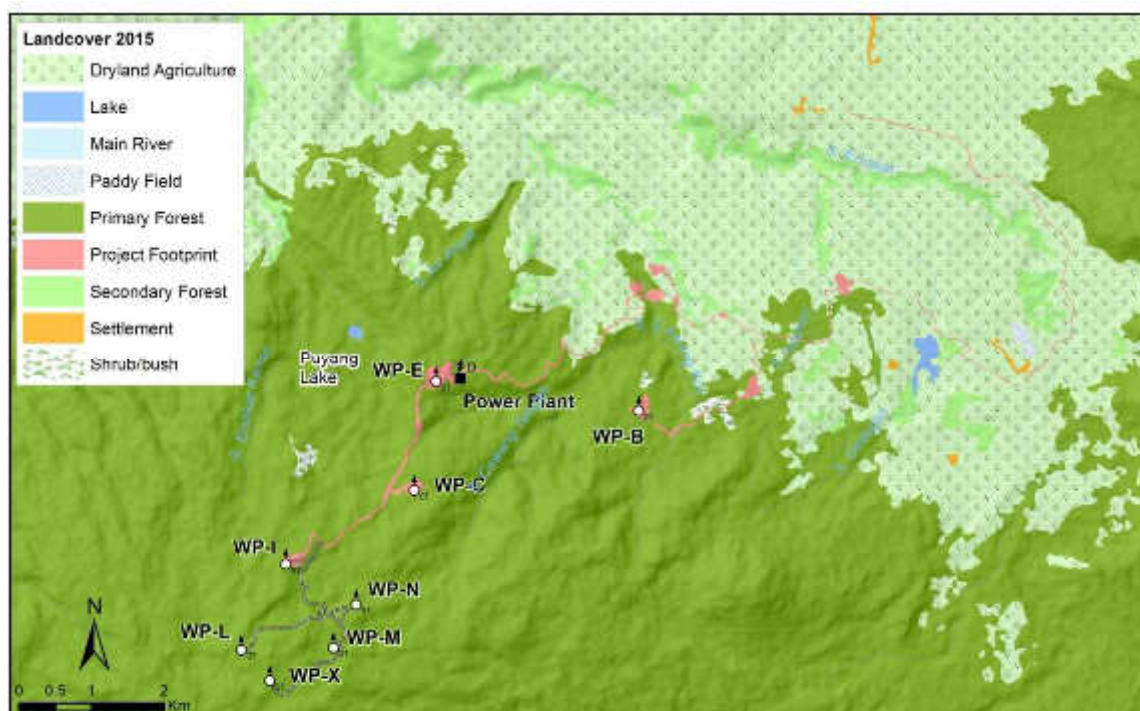 Landcover 2015
Dryland Agriculture
Lake
Main River
Paddy Field
Primary Forest
Project Footprint
Secondary Forest
Settlement
Shrub/bush
Puyang
Lake
WP-E
D
Power Plant
WP-B
WP-C
WP-I
WP-N
WP-L
WP-M
WP-X
N
0 0.5 1 2
Km